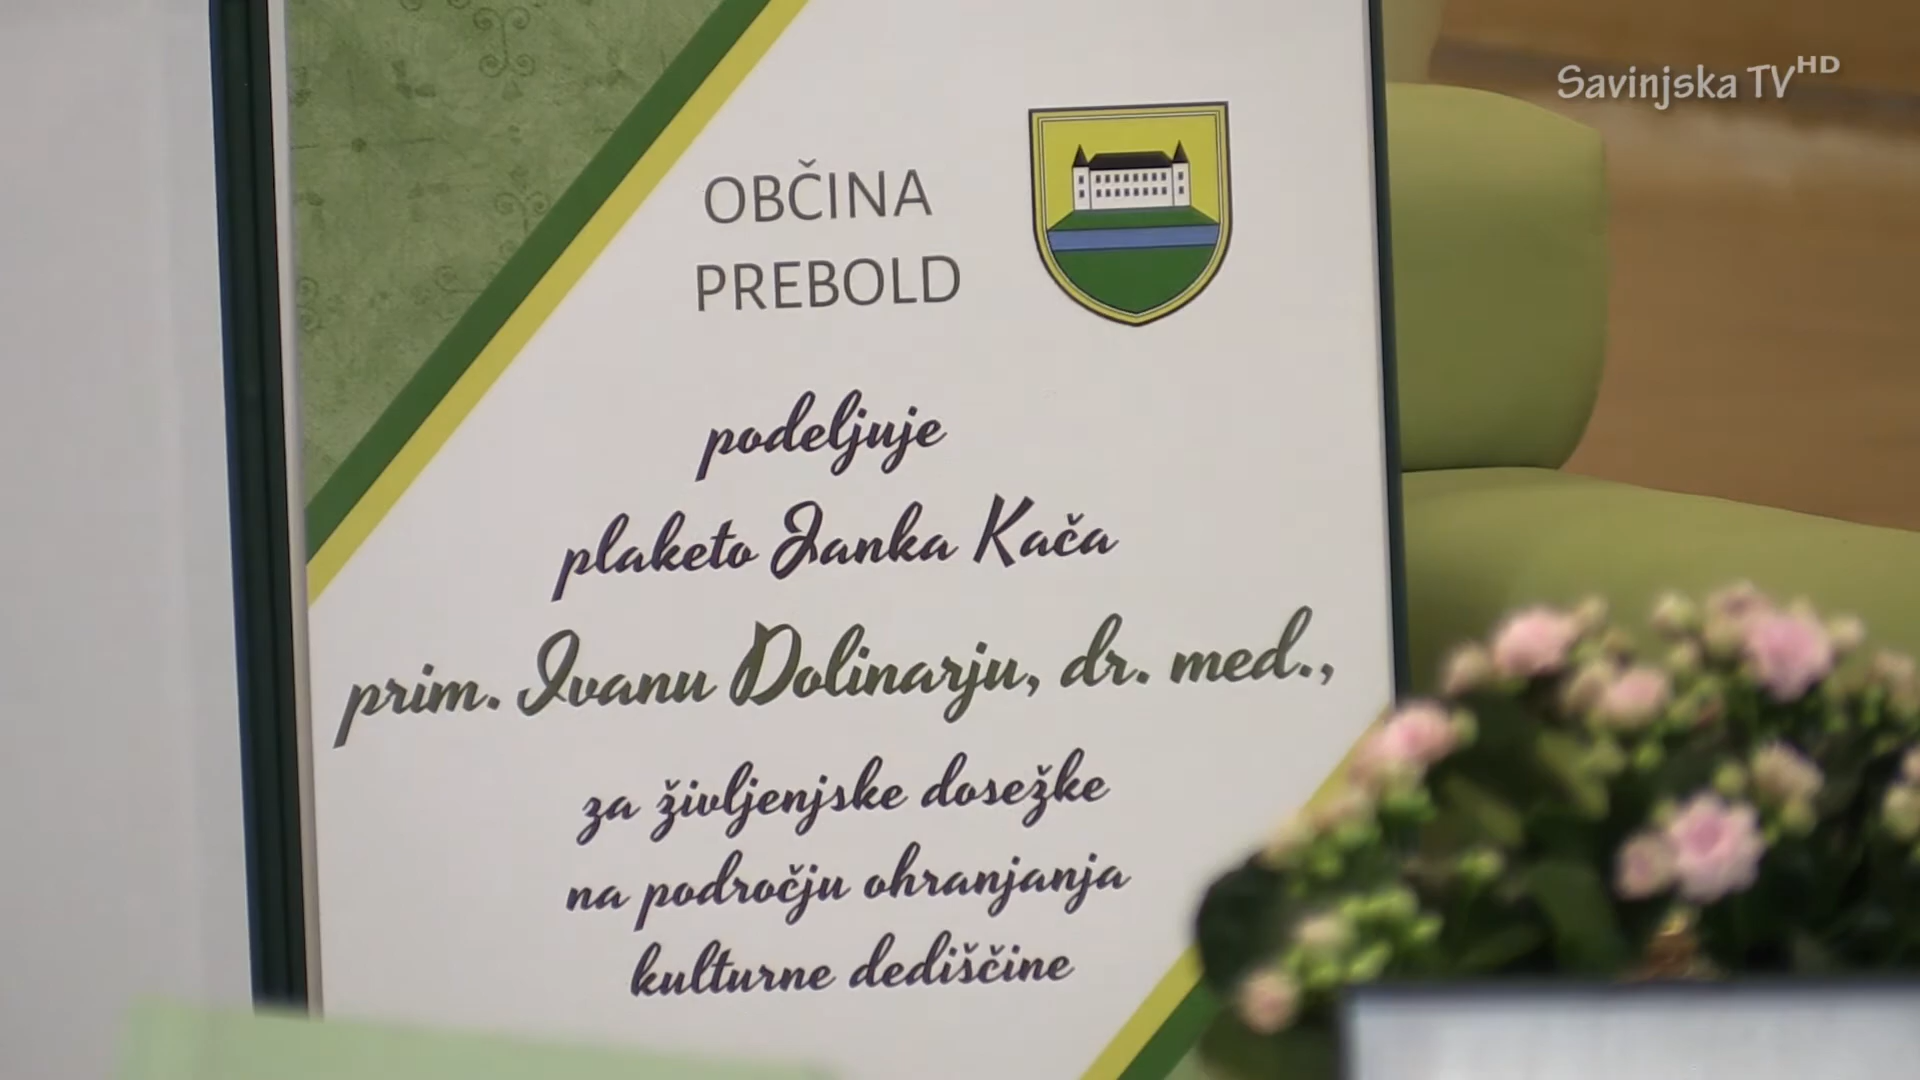 Savinjska TV HD
OBČINA
PREBOLD
podeljuje
plaketo Janka Kača
prim. Ivanu Dolinarju, dr. med.,
za življenjske dosežke
na področju ohranjanja
kulturne dediščine